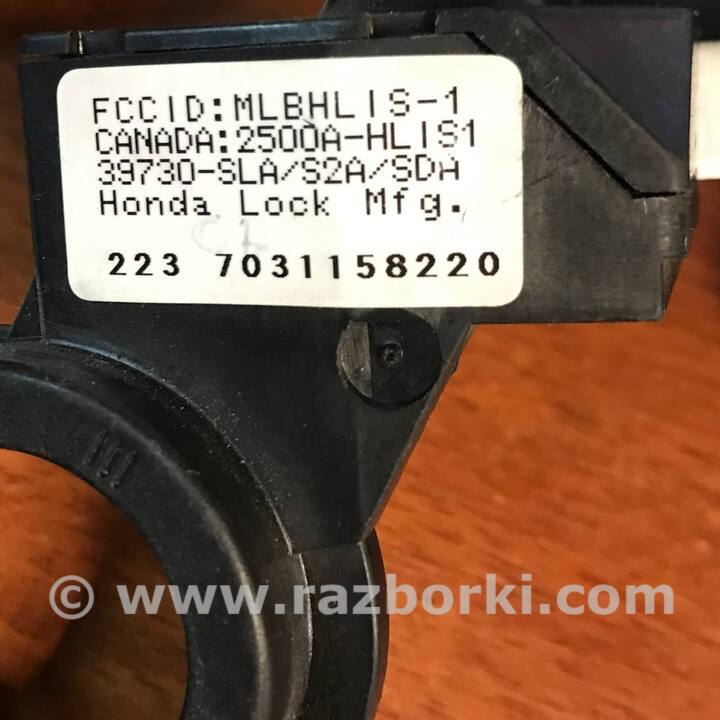 FCCID:MLBHLIS-1
CANADA:2500A-HLIS1
39730-SLA/S2A/SDA
Honda Lock Mfg.
223 7031158220
© www.razborki.com